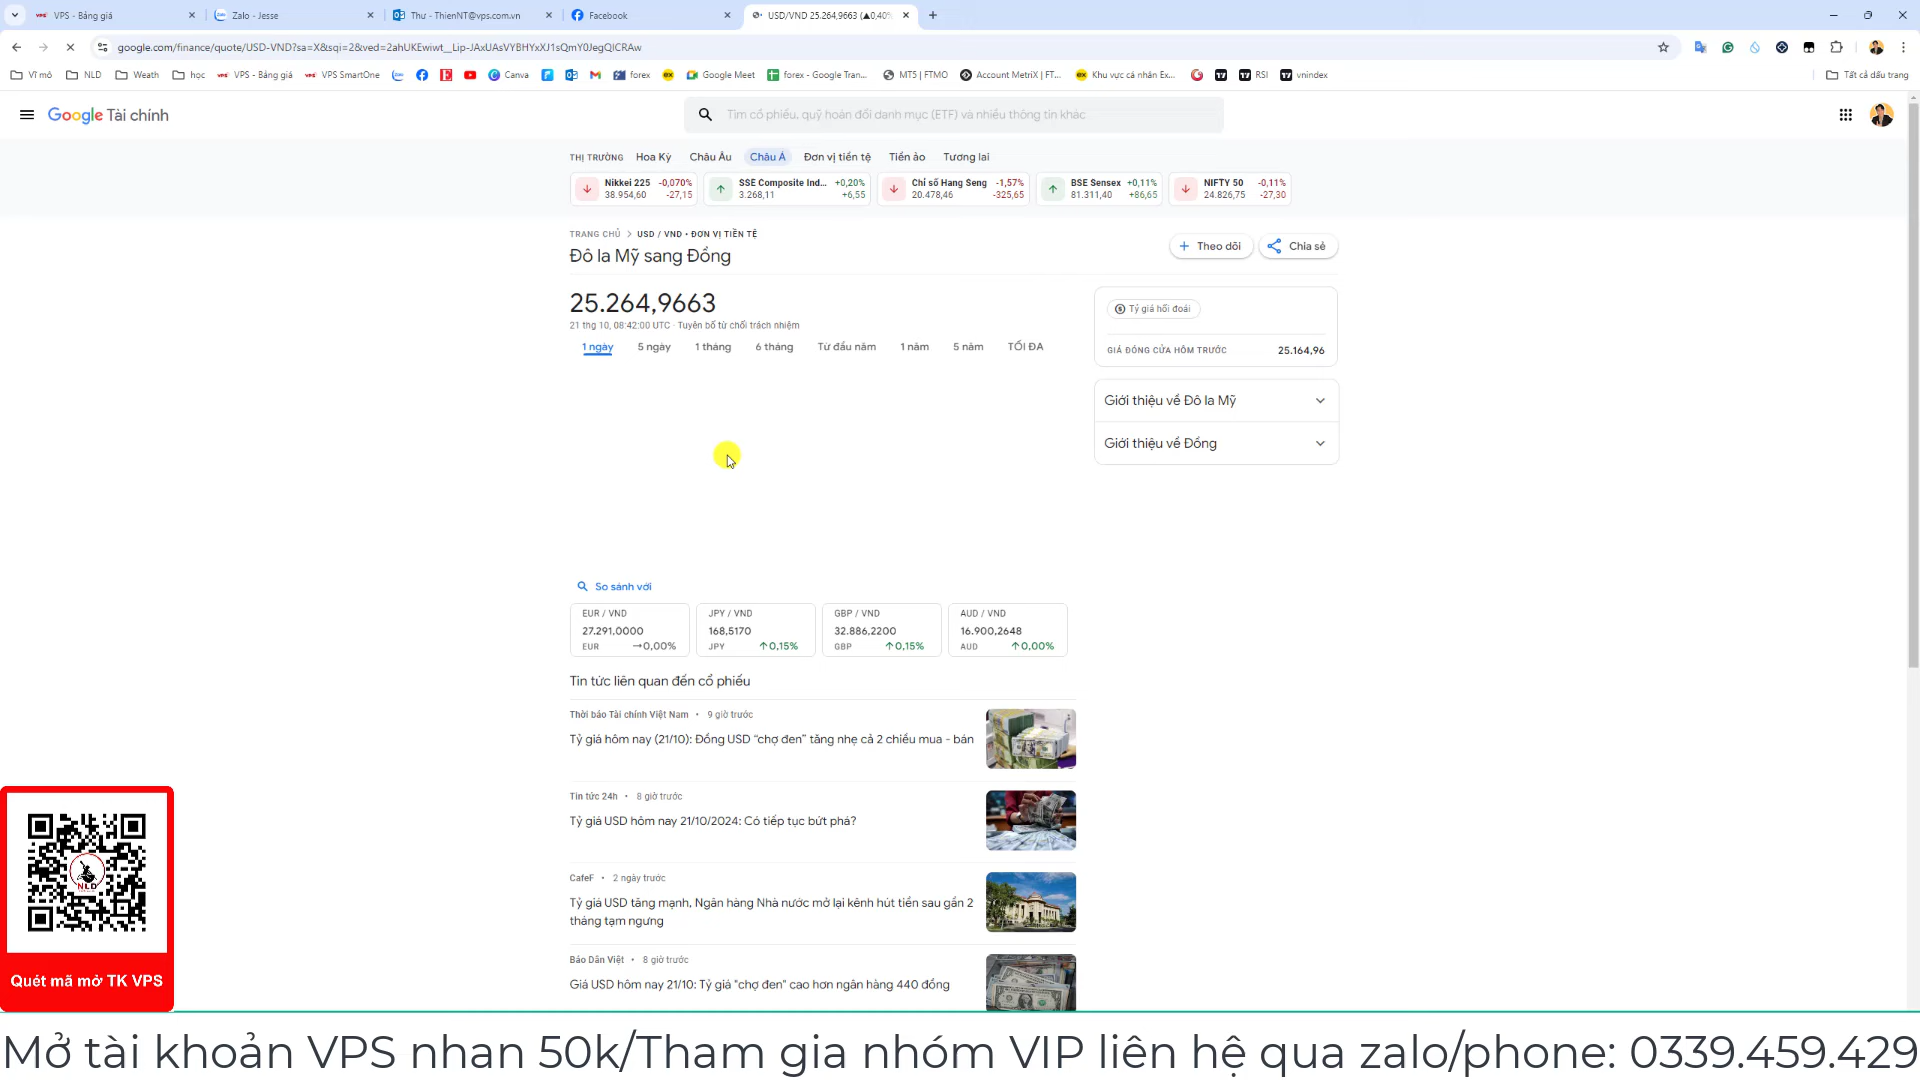 VPS - Bảng giá
Zalo - Jesse
Thư - ThienNT@vps.com.vn
Facebook
USD/VND 25.264,9663 (▲0,40%
google.com/finance/quote/USD-VND?sa=X&sqi=2&ved=2ahUKEwiwt__Lip-JAxUAsVYBHYxXJ1sQmY0JegQICRAw
Vĩ mô
NLD
Weath
học
VPS - Bảng giá
VPS SmartOne
Canva
forex
Google Meet
forex - Google Tran...
MT5 | FTMO
Account MetriX | FT...
Khu vực cá nhân Ex...
RSI
vnindex
Tất cả dấu trang
Google Tài chính
Tìm cổ phiếu, quỹ hoán đổi danh mục (ETF) và nhiều thông tin khác
THỊ TRƯỜNG Hoa Kỳ Châu Âu Châu Á Đơn vị tiền tệ Tiền ảo Tương lai
Nikkei 225 -0,070%
38.954,60 -27,15
SSE Composite Ind... +0,20%
3.268,11 +6,55
Chỉ số Hang Seng -1,57%
20.478,46 -325,65
BSE Sensex +0,11%
81.311,40 +86,65
NIFTY 50 -0,11%
24.826,75 -27,30
TRANG CHỦ > USD / VND • ĐƠN VỊ TIỀN TỆ
Đô la Mỹ sang Đồng
Theo dõi
Chia sẻ
25.264,9663
21 thg 10, 08:42:00 UTC · Tuyên bố từ chối trách nhiệm
1 ngày 5 ngày 1 tháng 6 tháng Từ đầu năm 1 năm 5 năm TỐI ĐA
Tỷ giá hối đoái
GIÁ ĐÓNG CỬA HÔM TRƯỚC 25.164,96
Giới thiệu về Đô la Mỹ
Giới thiệu về Đồng
So sánh với
EUR / VND
27.291,0000
EUR →0,00%
JPY / VND
168,5170
JPY ↑0,15%
GBP / VND
32.886,2200
GBP ↑0,15%
AUD / VND
16.900,2648
AUD ↑0,00%
Tin tức liên quan đến cổ phiếu
Thời báo Tài chính Việt Nam • 9 giờ trước
Tỷ giá hôm nay (21/10): Đồng USD “chợ đen” tăng nhẹ cả 2 chiều mua - bán
Tin tức 24h • 8 giờ trước
Tỷ giá USD hôm nay 21/10/2024: Có tiếp tục bứt phá?
CafeF • 2 ngày trước
Tỷ giá USD tăng mạnh, Ngân hàng Nhà nước mở lại kênh hút tiền sau gần 2
tháng tạm ngưng
Báo Dân Việt • 8 giờ trước
Giá USD hôm nay 21/10: Tỷ giá "chợ đen" cao hơn ngân hàng 440 đồng
NLD
Quét mã mở TK VPS
Mở tài khoản VPS nhan 50k/Tham gia nhóm VIP liên hệ qua zalo/phone: 0339.459.429